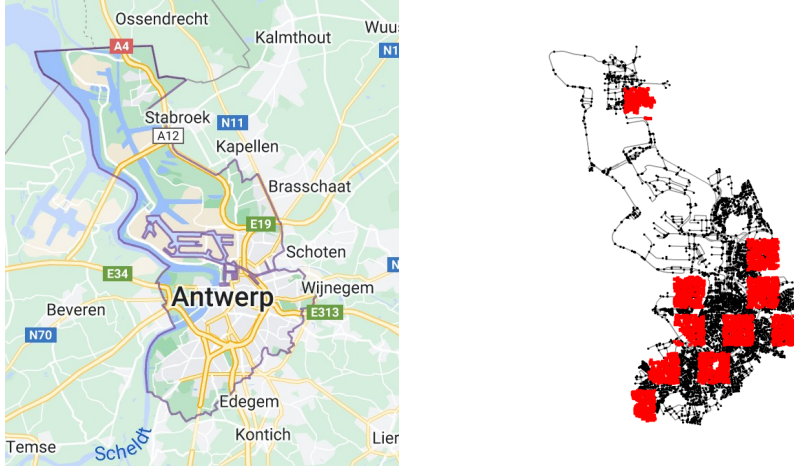 Ossendrecht
Wuu
Kalmthout
A4
N1
Stabroek
N11
A12
Kapellen
Brasschaat
E19
Schoten
N
E34
Wijnegem
Antwerp
Beveren
E313
N70
Edegem
Scheldt
Kontich
Lier
Temse